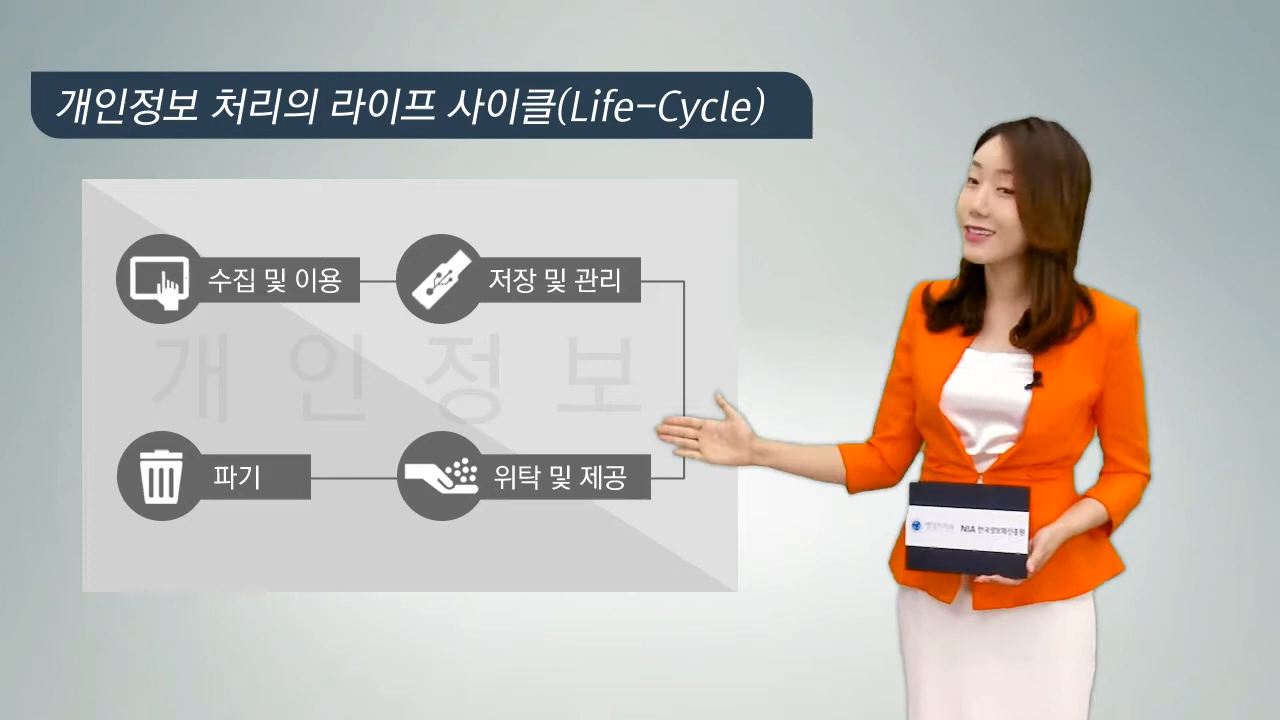 개인정보 처리의 라이프 사이클(Life-Cycle)
수집 및 이용
저장 및 관리
개인정보
파기
위탁 및 제공
NIA 한국정보화진흥원